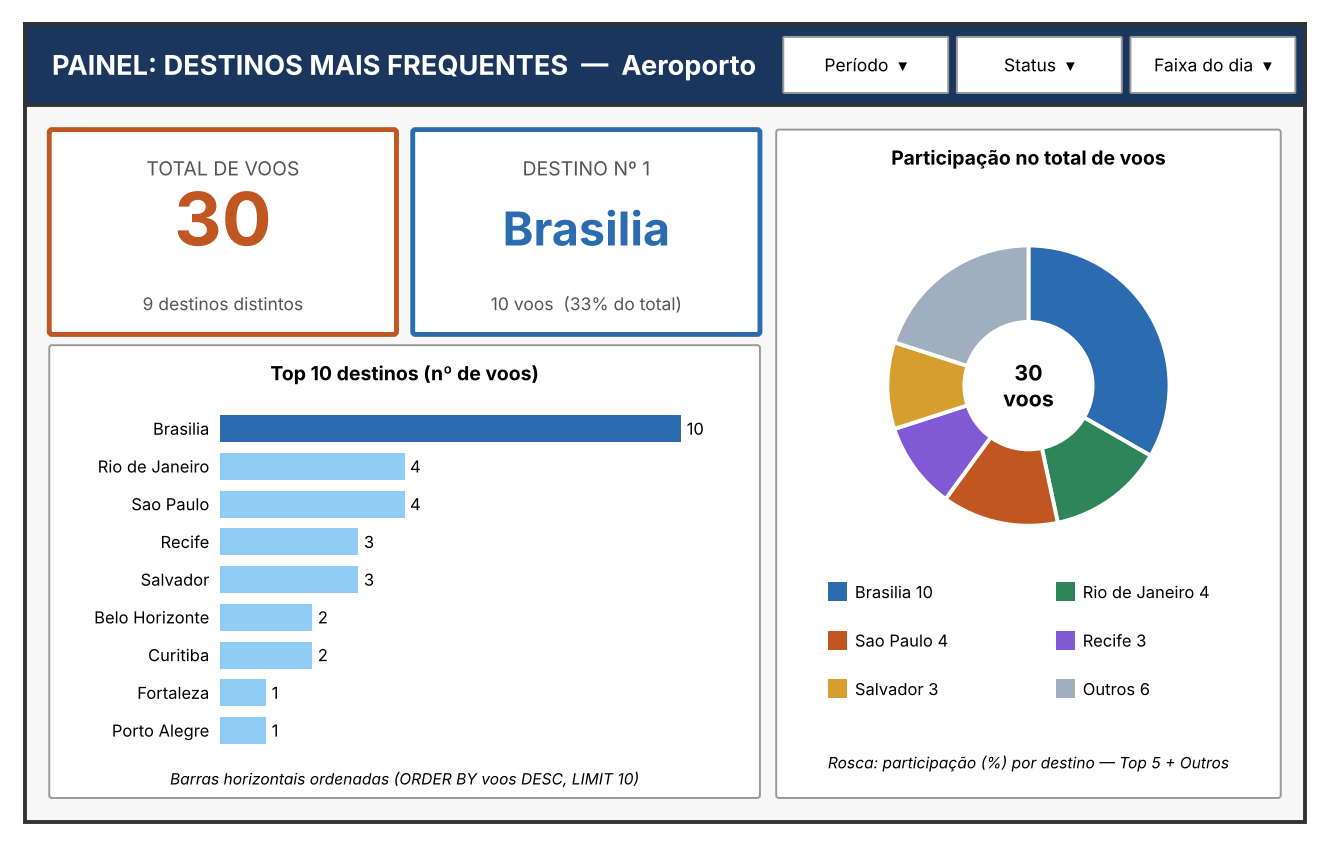 PAINEL: DESTINOS MAIS FREQUENTES — Aeroporto
Período ▾
Status ▾
Faixa do dia ▾
TOTAL DE VOOS
30
9 destinos distintos
DESTINO Nº 1
Brasilia
10 voos (33% do total)
Top 10 destinos (nº de voos)
Brasilia 10
Rio de Janeiro 4
Sao Paulo 4
Recife 3
Salvador 3
Belo Horizonte 2
Curitiba 2
Fortaleza 1
Porto Alegre 1
Barras horizontais ordenadas (ORDER BY voos DESC, LIMIT 10)
Participação no total de voos
30
voos
Brasilia 10
Rio de Janeiro 4
Sao Paulo 4
Recife 3
Salvador 3
Outros 6
Rosca: participação (%) por destino — Top 5 + Outros